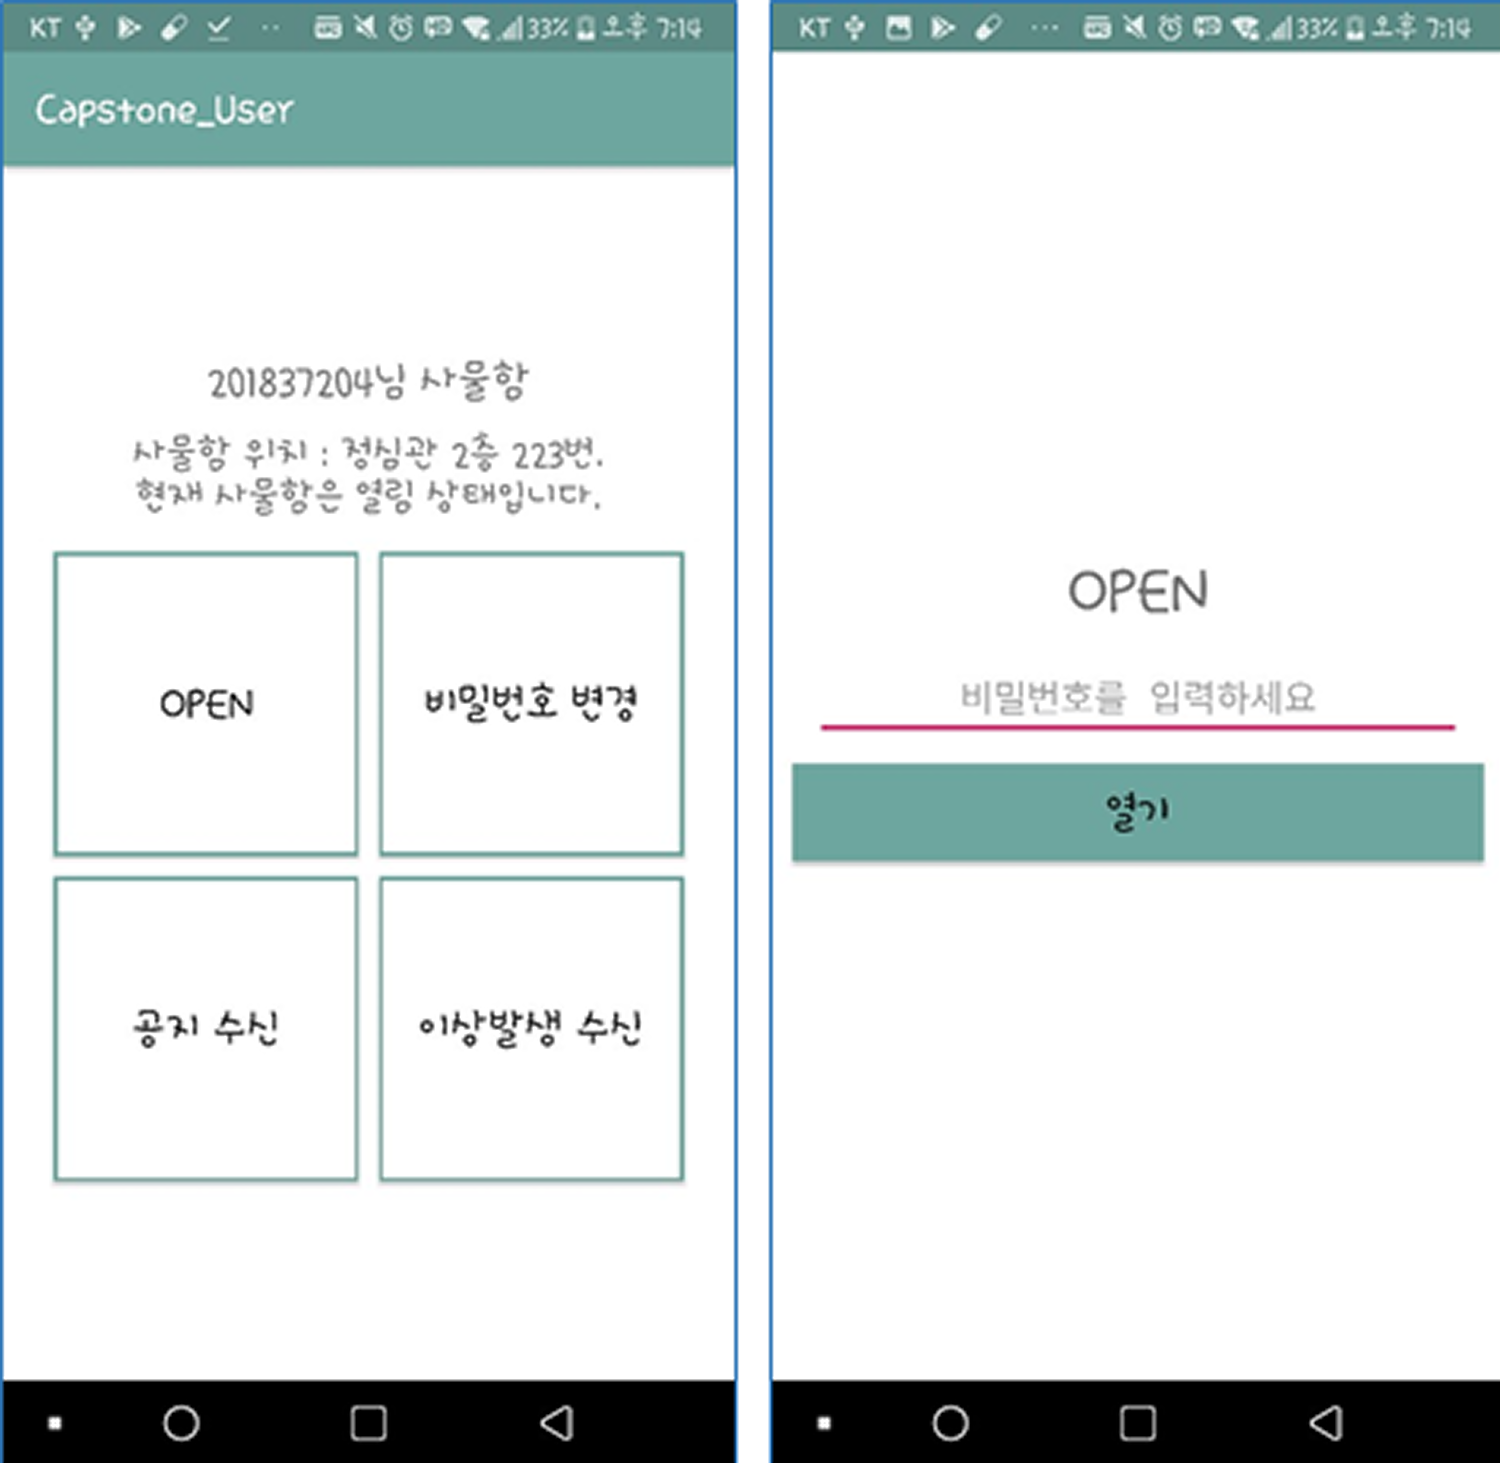 KT 33% 오후 7:14
Capstone_User
201837204님 사물함
사물함 위치 : 정심관 2층 223번.
현재 사물함은 열림 상태입니다.
OPEN
비밀번호 변경
공지 수신
이상발생 수신
KT 33% 오후 7:14
OPEN
비밀번호를 입력하세요
열기